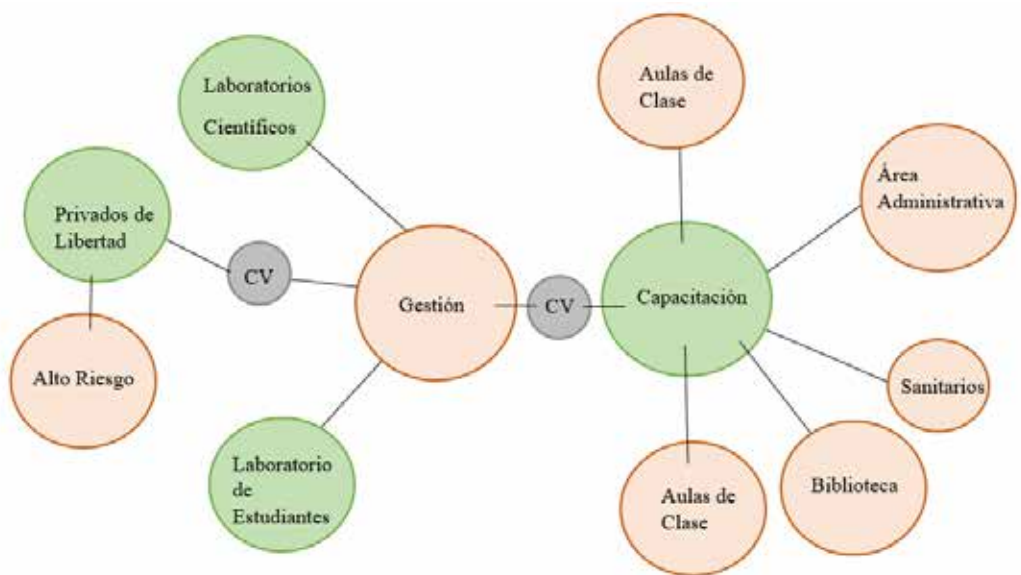 Laboratorios
Científicos
Aulas de
Clase
Área
Administrativa
Privados de
Libertad
CV
Gestión
CV
Capacitación
Alto Riesgo
Sanitarios
Laboratorio
de
Estudiantes
Aulas de
Clase
Biblioteca